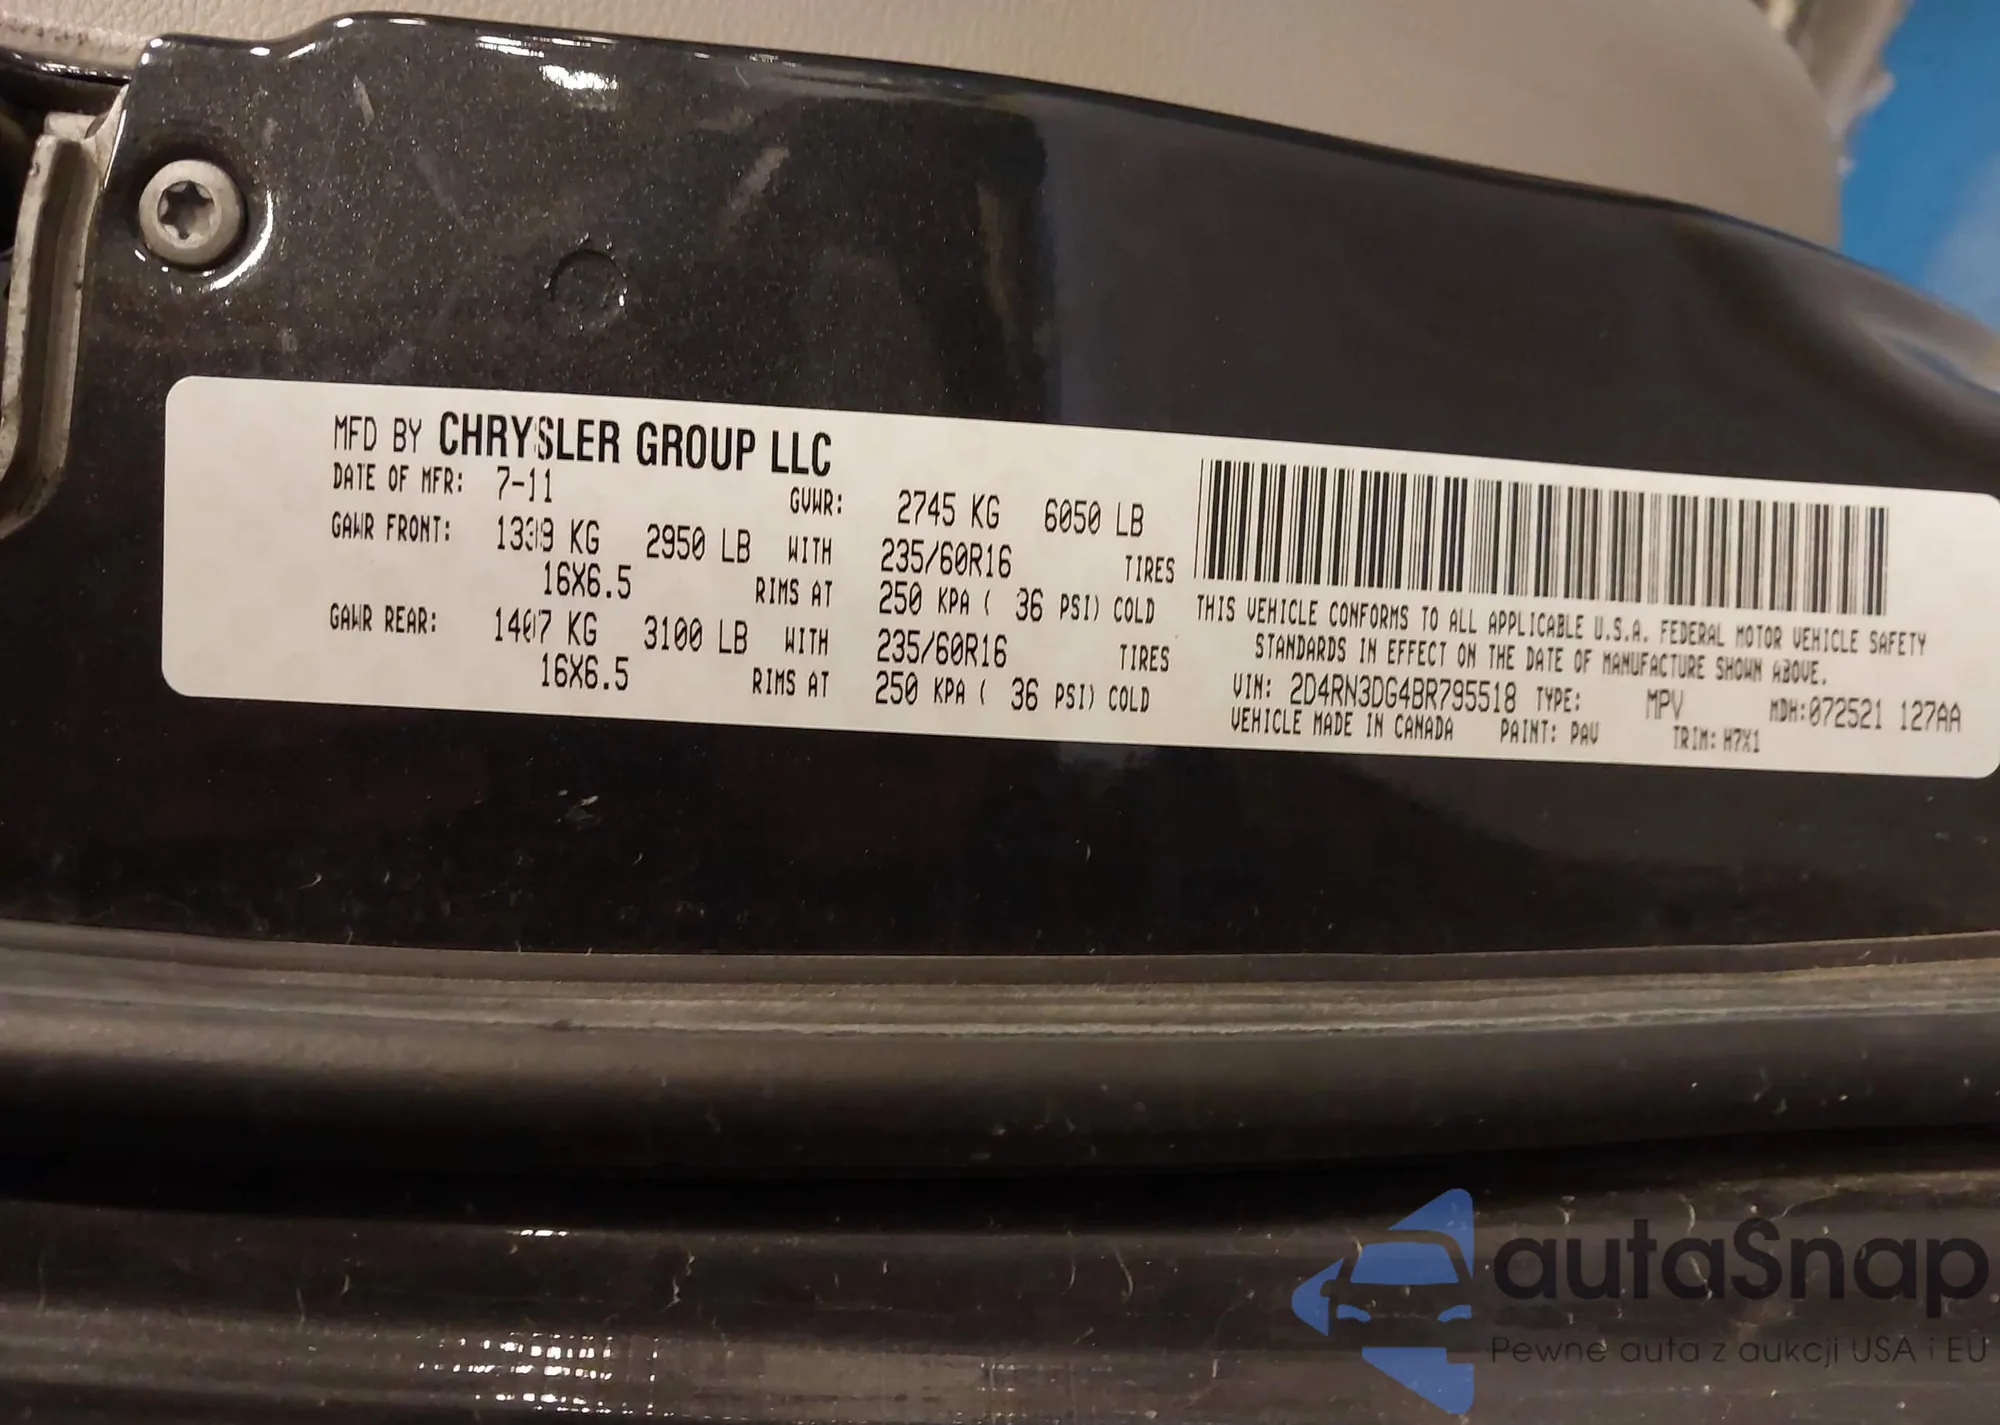 MFD BY CHRYSLER GROUP LLC
DATE OF MFR: 7-11 GVWR: 2745 KG 6050 LB
GAWR FRONT: 1339 KG 2950 LB WITH 235/60R16 TIRES
16X6.5 RIMS AT 250 KPA ( 36 PSI) COLD
GAWR REAR: 1407 KG 3100 LB WITH 235/60R16 TIRES
16X6.5 RIMS AT 250 KPA ( 36 PSI) COLD
THIS VEHICLE CONFORMS TO ALL APPLICABLE U.S.A. FEDERAL MOTOR VEHICLE SAFETY
STANDARDS IN EFFECT ON THE DATE OF MANUFACTURE SHOWN ABOVE.
VIN: 2D4RN3DG4BR795518 TYPE: MPV MDH:072521 127AA
VEHICLE MADE IN CANADA PAINT: PAV TRIM: H7X1
autaSnap
Pewne auta z aukcji USA i EU